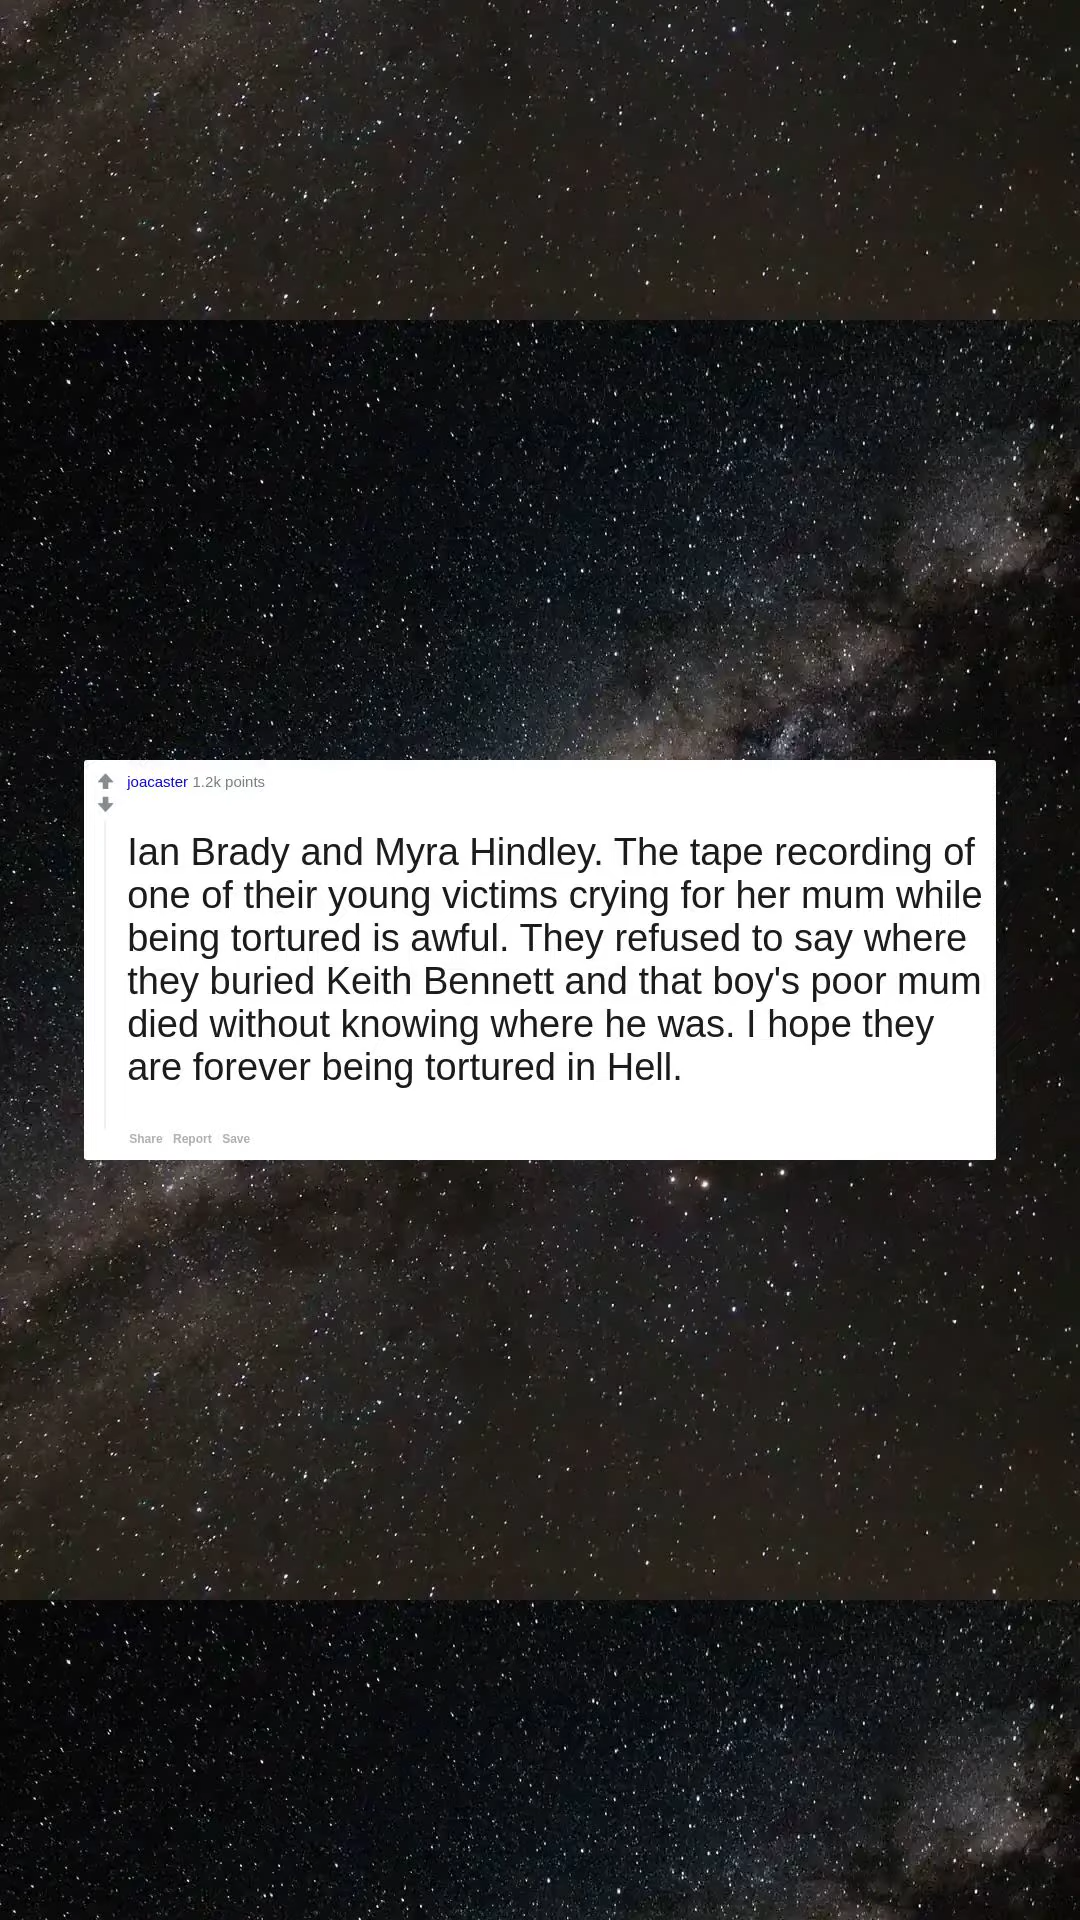 joacaster 1.2k points
Ian Brady and Myra Hindley. The tape recording of
one of their young victims crying for her mum while
being tortured is awful. They refused to say where
they buried Keith Bennett and that boy's poor mum
died without knowing where he was. I hope they
are forever being tortured in Hell.
Share Report Save